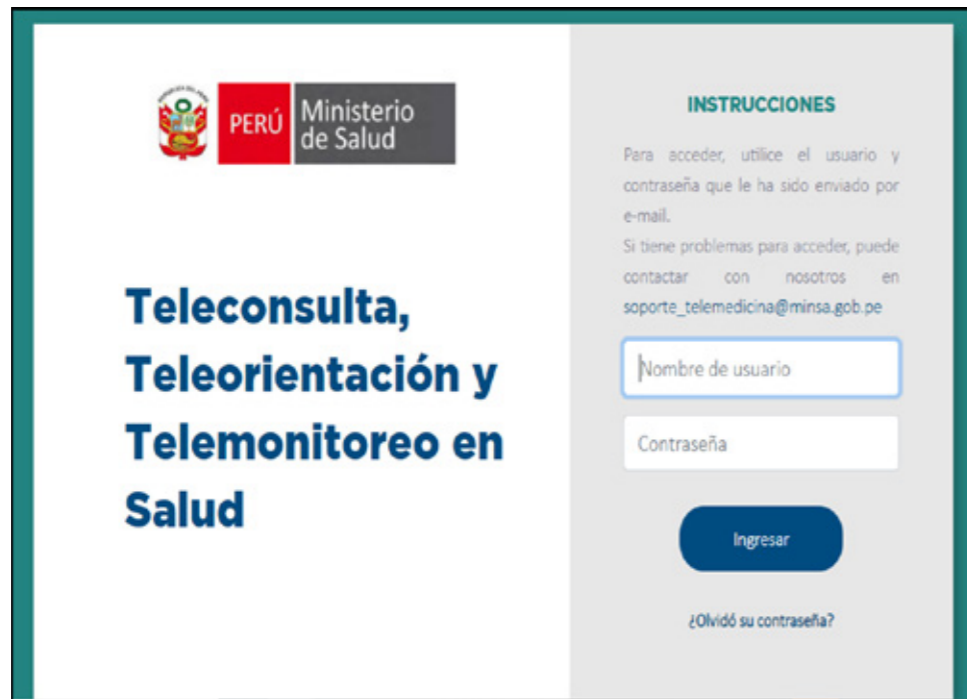 PERÚ
Ministerio
de Salud
Teleconsulta,
Teleorientación y
Telemonitoreo en
Salud
INSTRUCCIONES
Para acceder, utilice el usuario y
contraseña que le ha sido enviado por
e-mail.
Si tiene problemas para acceder, puede
contactar con nosotros en
soporte_telemedicina@minsa.gob.pe
Nombre de usuario
Contraseña
Ingresar
¿Olvidó su contraseña?